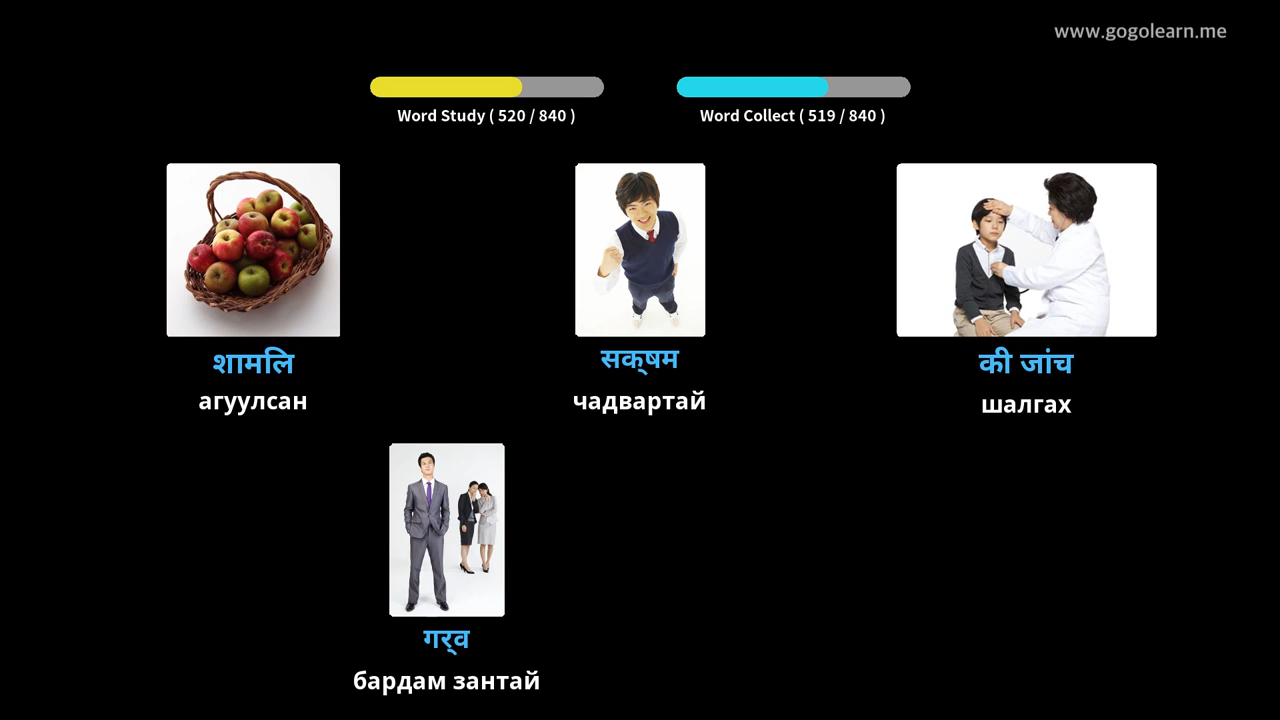 www.gogolearn.me
Word Study ( 520 / 840 )
Word Collect ( 519 / 840 )
शामलि
सक्‌षम
की जांच
агуулсан
чадвартай
шалгах
गर्‌व
бардам зантай